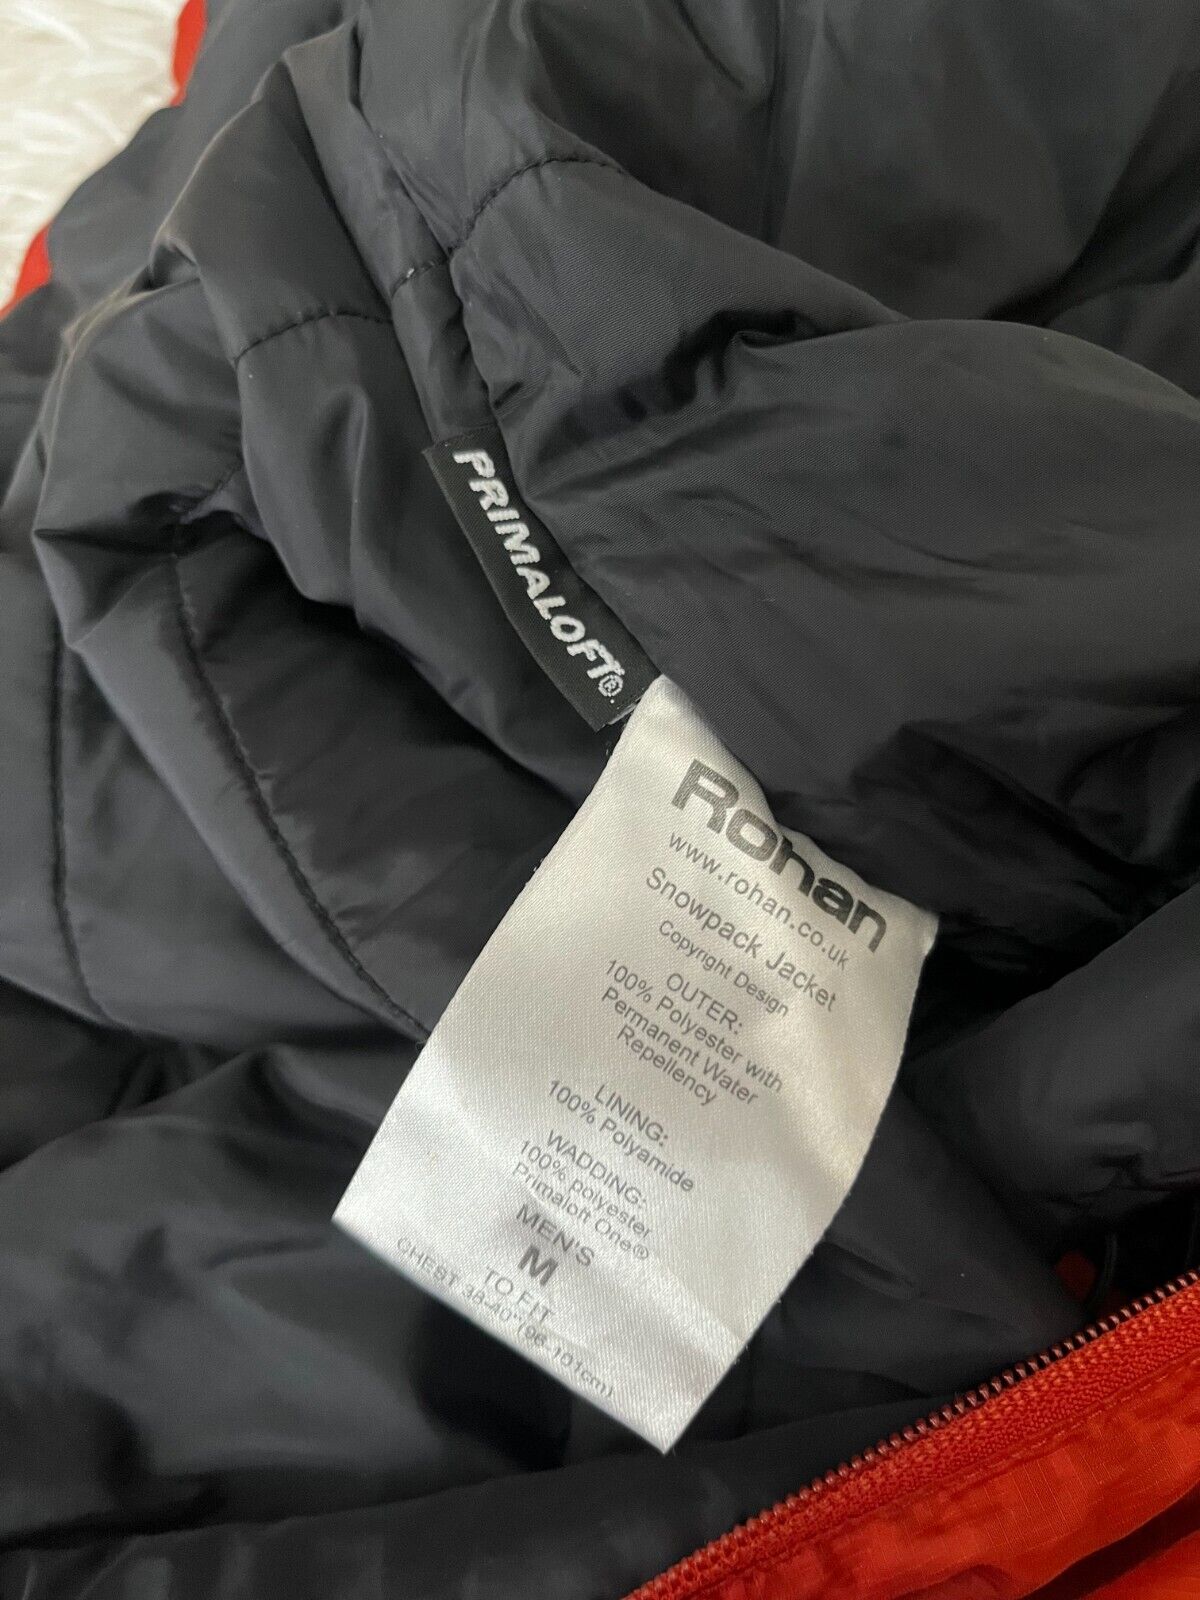 PRIMALOFT®
Rohan
www.rohan.co.uk
Snowpack Jacket
Copyright Design
OUTER:
100% Polyester with
Permanent Water
Repellency
LINING:
100% Polyamide
WADDING:
100% polyester
Primaloft One®
MEN'S
M
TO FIT
CHEST 38-40" (96-101cm)